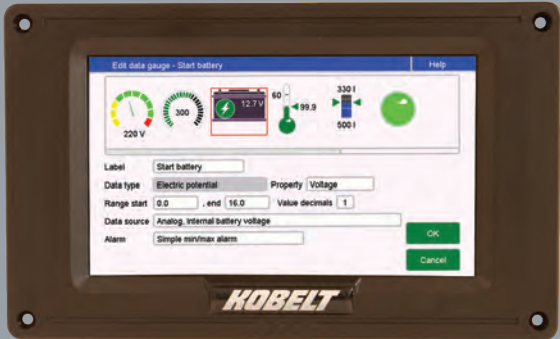 Edit data gauge - Start battery Help
220 V
300
12.7 V
60
99.9
330 l
500 l
Label Start battery
Data type Electric potential Property Voltage
Range start 0.0 , end 16.0 Value decimals 1
Data source Analog, Internal battery voltage
Alarm Simple min/max alarm
OK
Cancel
KOBELT